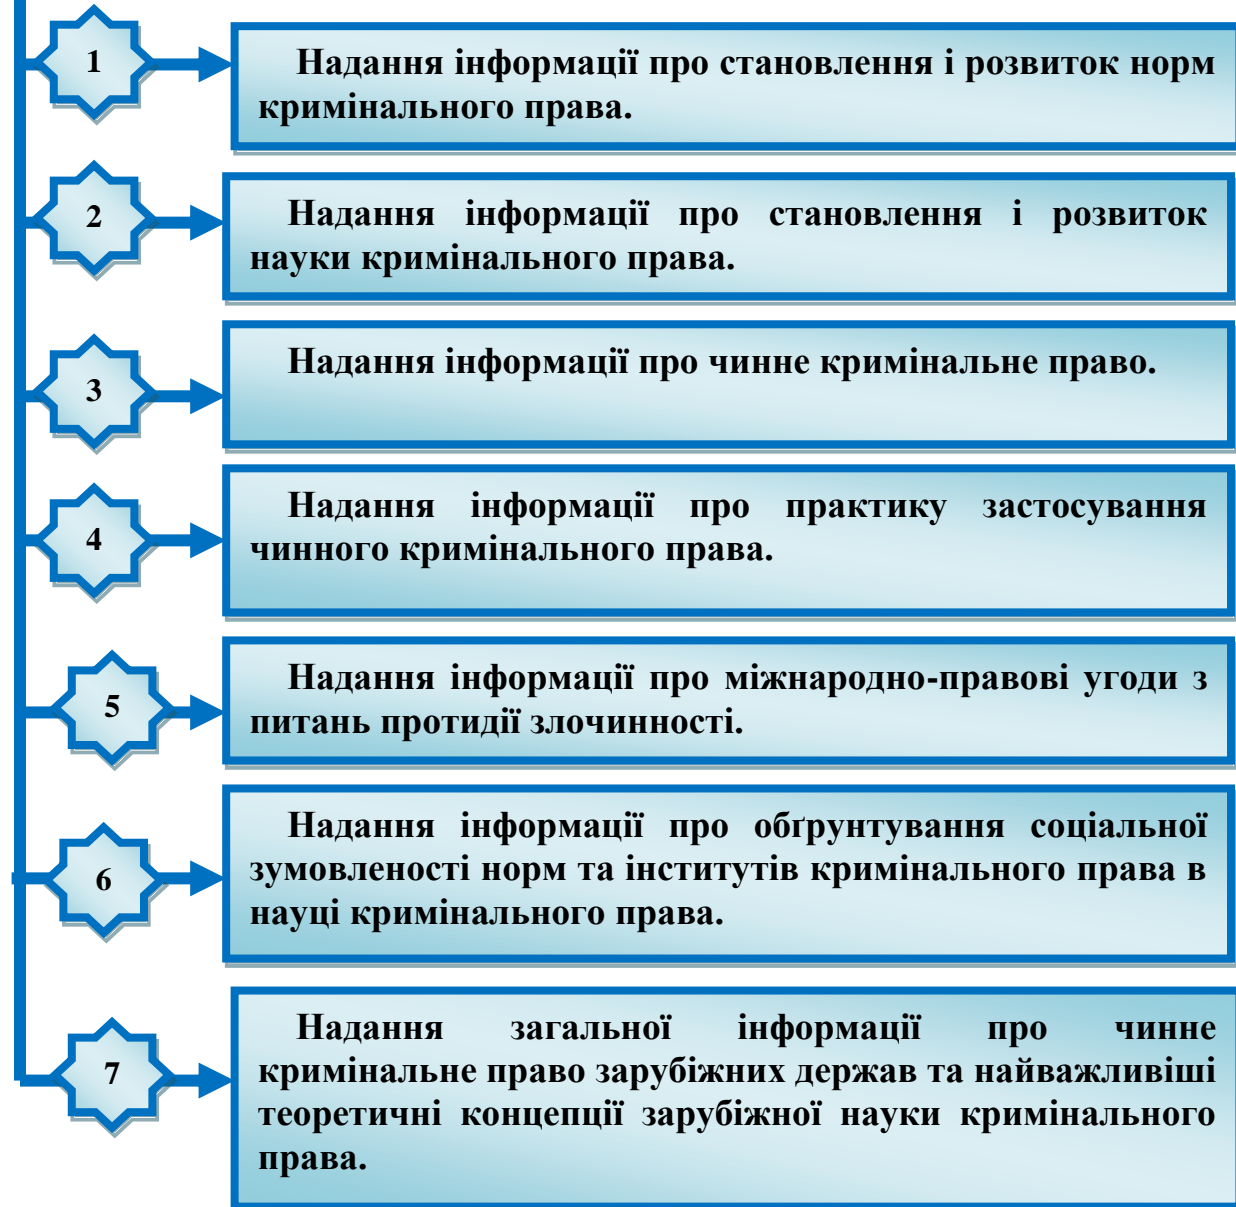 1
Надання інформації про становлення і розвиток норм
кримінального права.
2
Надання інформації про становлення і розвиток
науки кримінального права.
3
Надання інформації про чинне кримінальне право.
4
Надання інформації про практику застосування
чинного кримінального права.
5
Надання інформації про міжнародно-правові угоди з
питань протидії злочинності.
6
Надання інформації про обґрунтування соціальної
зумовленості норм та інститутів кримінального права в
науці кримінального права.
7
Надання загальної інформації про чинне
кримінальне право зарубіжних держав та найважливіші
теоретичні концепції зарубіжної науки кримінального
права.